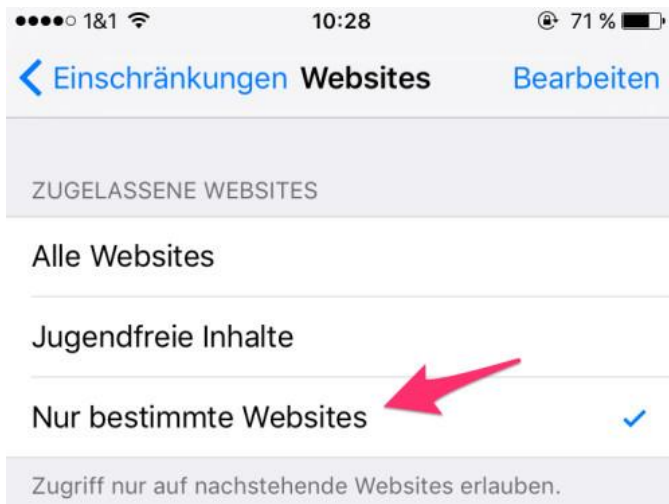 1&1 10:28 71 %
Einschränkungen Websites Bearbeiten
ZUGELASSENE WEBSITES
Alle Websites
Jugendfreie Inhalte
Nur bestimmte Websites
Zugriff nur auf nachstehende Websites erlauben.